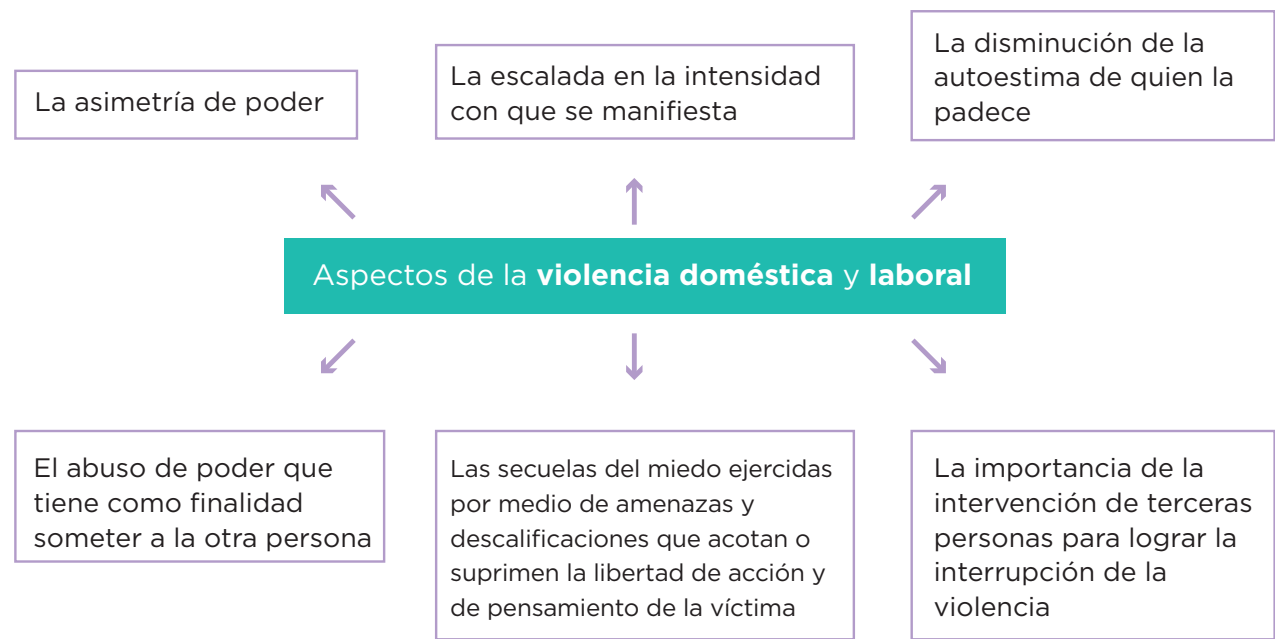 La asimetría de poder
La escalada en la intensidad
con que se manifiesta
La disminución de la
autoestima de quien la
padece
Aspectos de la violencia doméstica y laboral
El abuso de poder que
tiene como finalidad
someter a la otra persona
Las secuelas del miedo ejercidas
por medio de amenazas y
descalificaciones que acotan o
suprimen la libertad de acción y
de pensamiento de la víctima
La importancia de la
intervención de terceras
personas para lograr la
interrupción de la
violencia